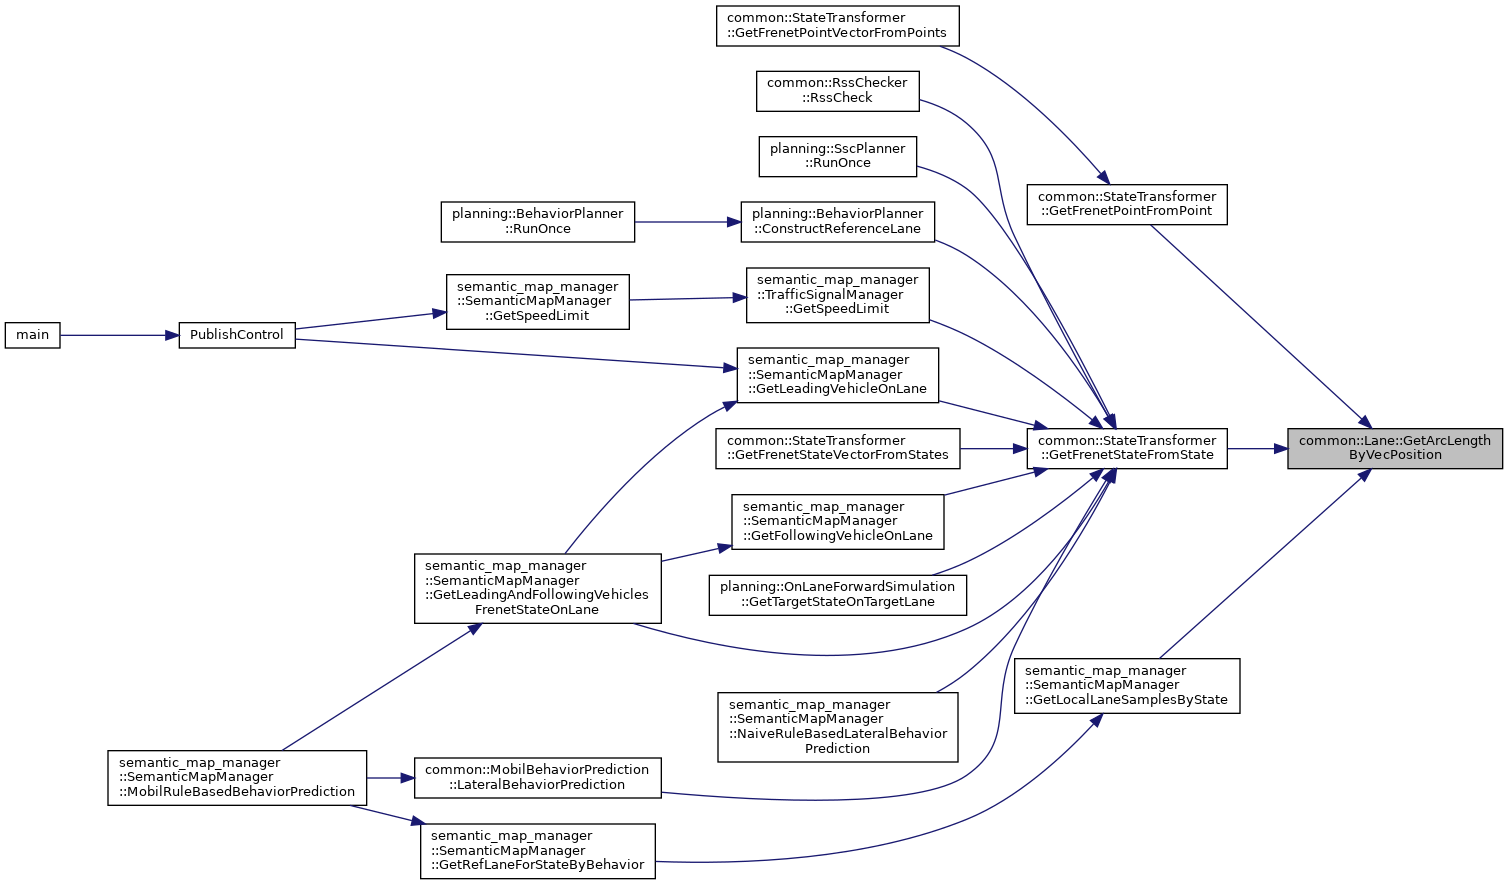 common::StateTransformer
::GetFrenetPointVectorFromPoints
common::RssChecker
::RssCheck
planning::SscPlanner
::RunOnce
common::StateTransformer
::GetFrenetPointFromPoint
planning::BehaviorPlanner
::RunOnce
planning::BehaviorPlanner
::ConstructReferenceLane
semantic_map_manager
::SemanticMapManager
::GetSpeedLimit
semantic_map_manager
::TrafficSignalManager
::GetSpeedLimit
main
PublishControl
semantic_map_manager
::SemanticMapManager
::GetLeadingVehicleOnLane
common::StateTransformer
::GetFrenetStateVectorFromStates
common::StateTransformer
::GetFrenetStateFromState
common::Lane::GetArcLength
ByVecPosition
semantic_map_manager
::SemanticMapManager
::GetFollowingVehicleOnLane
semantic_map_manager
::SemanticMapManager
::GetLeadingAndFollowingVehicles
FrenetStateOnLane
planning::OnLaneForwardSimulation
::GetTargetStateOnTargetLane
semantic_map_manager
::SemanticMapManager
::GetLocalLaneSamplesByState
semantic_map_manager
::SemanticMapManager
::NaiveRuleBasedLateralBehavior
Prediction
semantic_map_manager
::SemanticMapManager
::MobilRuleBasedBehaviorPrediction
common::MobilBehaviorPrediction
::LateralBehaviorPrediction
semantic_map_manager
::SemanticMapManager
::GetRefLaneForStateByBehavior